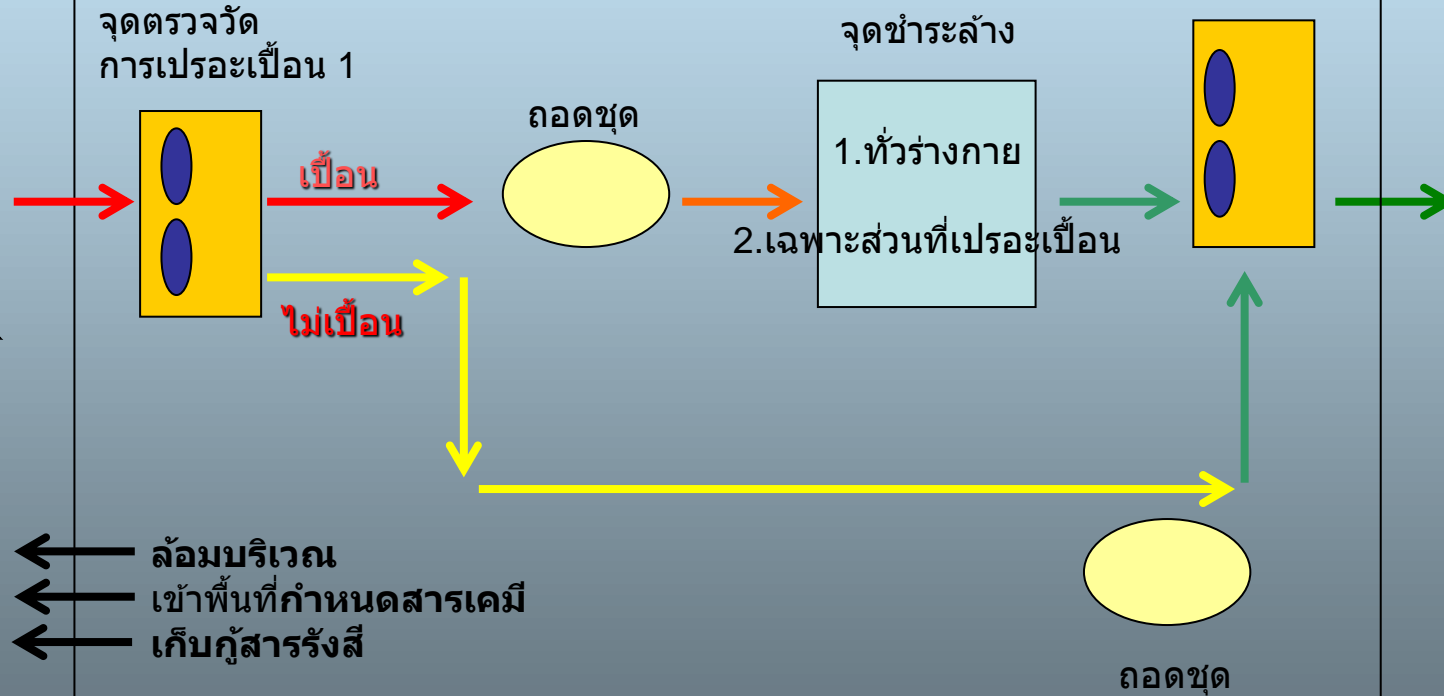 จุดตรวจวัด
การเปรอะเปื้อน 1
จุดชำระล้าง
ถอดชุด
1.ทั่วร่างกาย
เปื้อน
2.เฉพาะส่วนที่เปรอะเปื้อน
ไม่เปื้อน
ล้อมบริเวณ
เข้าพื้นที่กำหนดสารเคมี
เก็บกู้สารรังสี
ถอดชุด